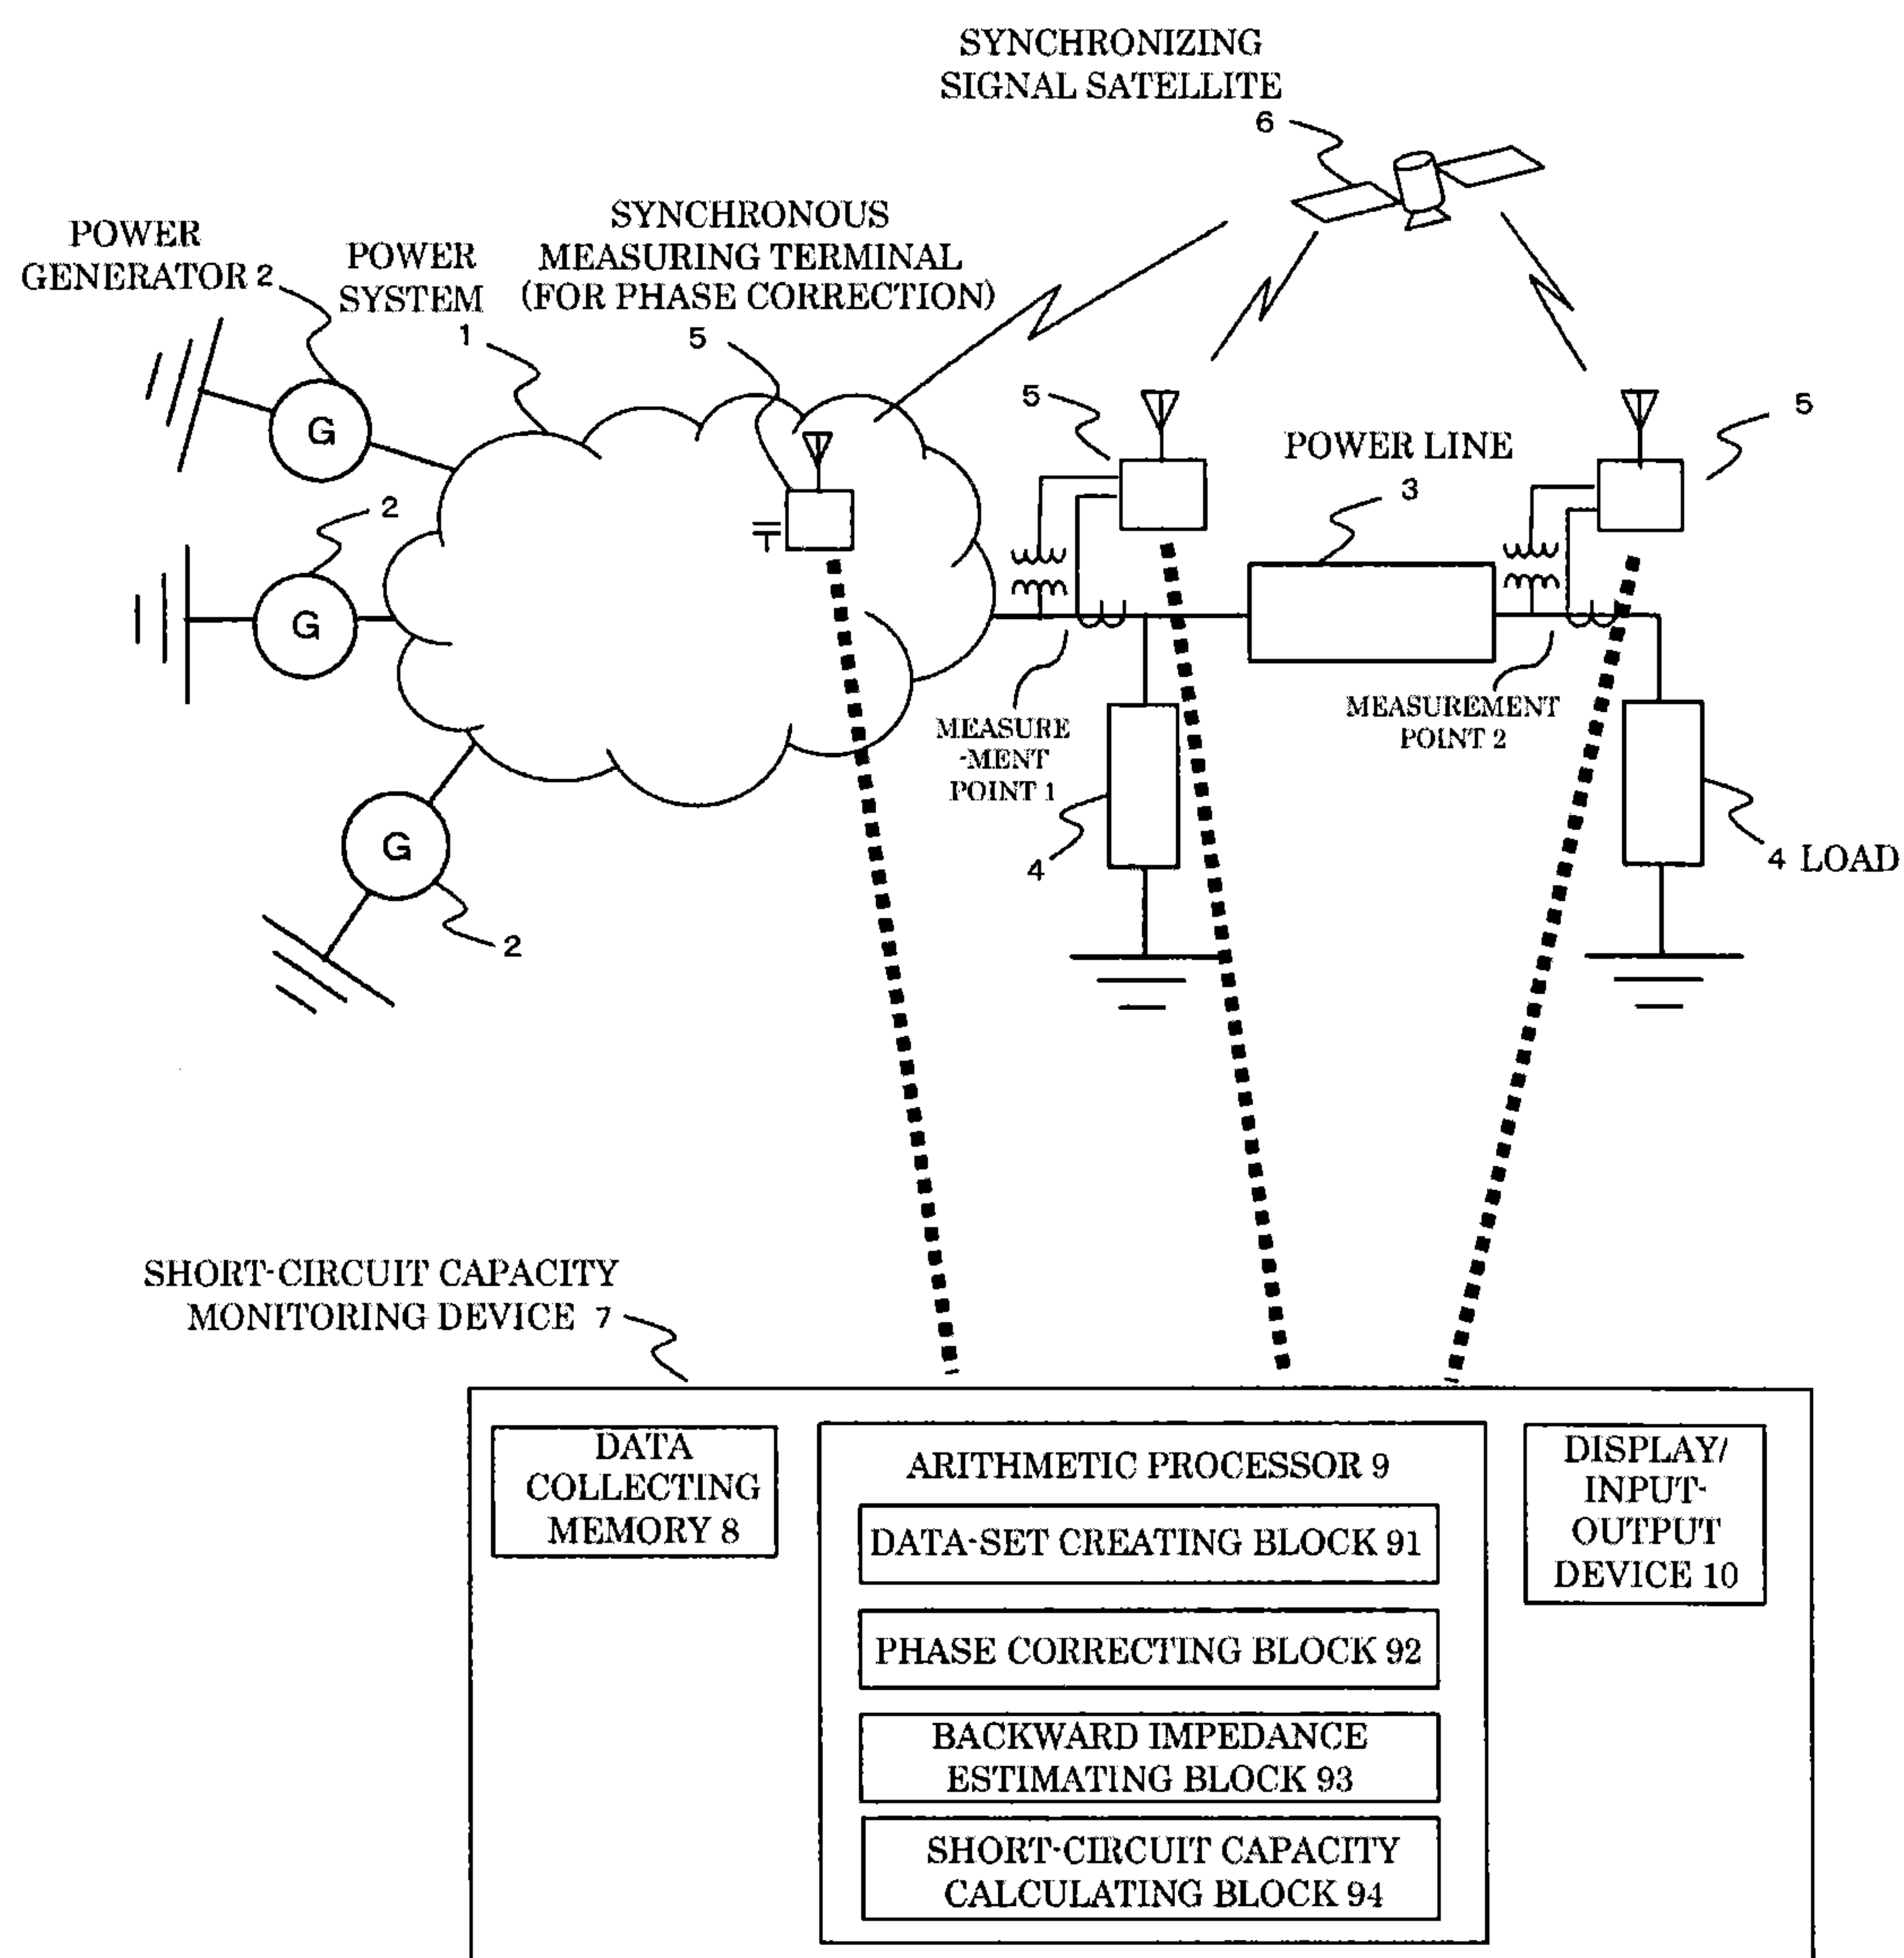 SYNCHRONIZING
SIGNAL SATELLITE
6
SYNCHRONOUS
MEASURING TERMINAL
(FOR PHASE CORRECTION)
5
POWER
GENERATOR 2
POWER
SYSTEM
1
G
5
5
POWER LINE
3
2
G
MEASURE
-MENT
POINT 1
MEASUREMENT
POINT 2
G
2
4
4 LOAD
SHORT-CIRCUIT CAPACITY
MONITORING DEVICE 7
DATA
COLLECTING
MEMORY 8
ARITHMETIC PROCESSOR 9
DATA-SET CREATING BLOCK 91
PHASE CORRECTING BLOCK 92
BACKWARD IMPEDANCE
ESTIMATING BLOCK 93
SHORT-CIRCUIT CAPACITY
CALCULATING BLOCK 94
DISPLAY/
INPUT-
OUTPUT
DEVICE 10